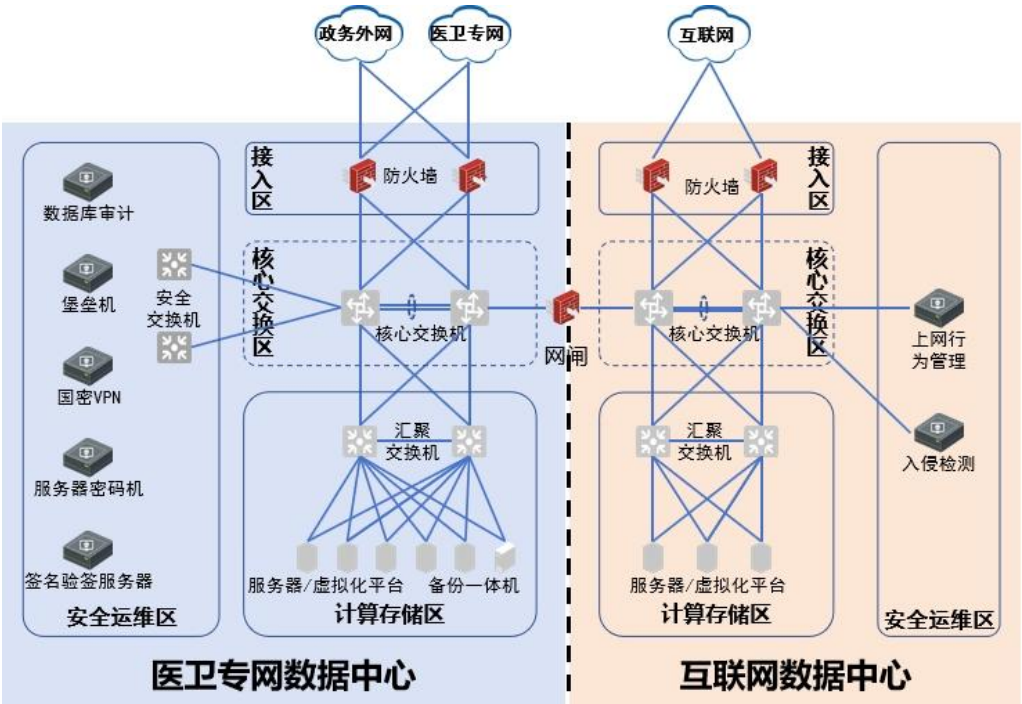 政务外网
医卫专网
互联网
接入区
防火墙
数据库审计
堡垒机
安全
交换机
国密VPN
服务器密码机
签名验签服务器
安全运维区
核心交换区
核心交换机
网闸
汇聚
交换机
服务器/虚拟化平台
备份一体机
计算存储区
医卫专网数据中心
接入区
防火墙
核心交换区
核心交换机
汇聚
交换机
服务器/虚拟化平台
计算存储区
上网行
为管理
入侵检测
安全运维区
互联网数据中心